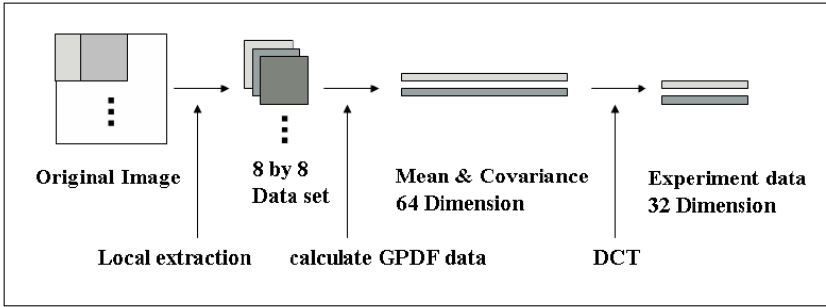 Original Image
8 by 8
Data set
Mean & Covariance
64 Dimension
Experiment data
32 Dimension
Local extraction
calculate GPDF data
DCT